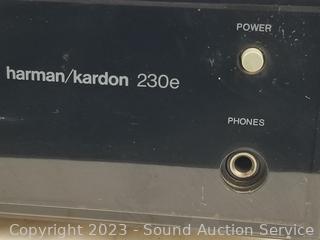 POWER
harman/kardon 230e
PHONES
Copyright © 2023 - Sound Auction Service